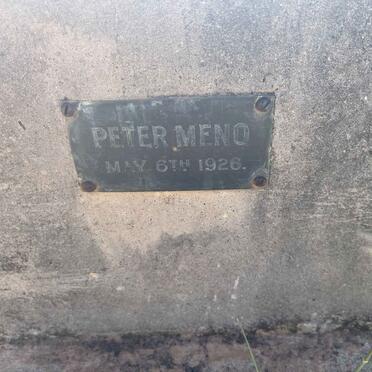 PETER MENO
MAY 6TH 1926.